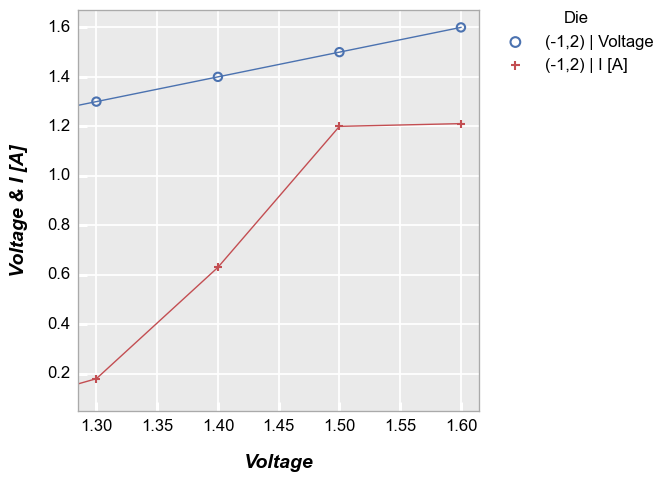 Die
(-1,2) | Voltage
(-1,2) | I [A]
Voltage & I [A]
1.6
1.4
1.2
1.0
0.8
0.6
0.4
0.2
1.30 1.35 1.40 1.45 1.50 1.55 1.60
Voltage